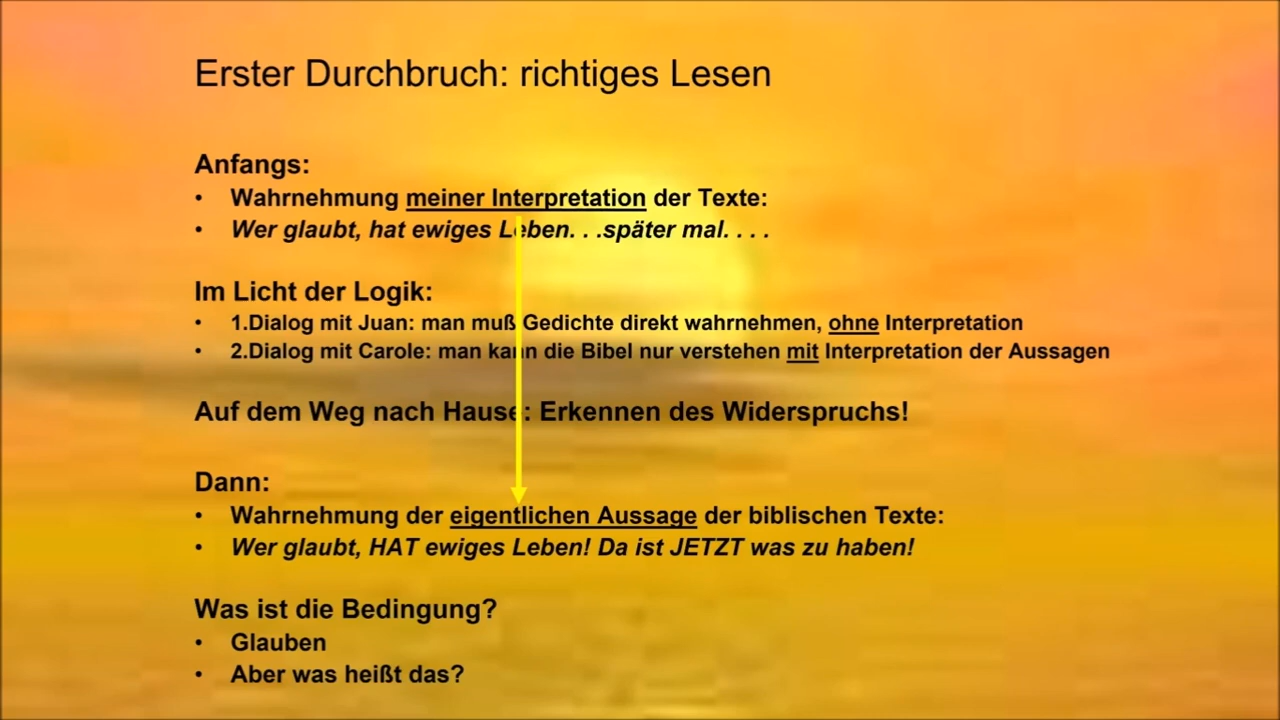 Erster Durchbruch: richtiges Lesen
Anfangs:
• Wahrnehmung meiner Interpretation der Texte:
• Wer glaubt, hat ewiges Leben. . .später mal. . . .
Im Licht der Logik:
• 1.Dialog mit Juan: man muß Gedichte direkt wahrnehmen, ohne Interpretation
• 2.Dialog mit Carole: man kann die Bibel nur verstehen mit Interpretation der Aussagen
Auf dem Weg nach Hause: Erkennen des Widerspruchs!
Dann:
• Wahrnehmung der eigentlichen Aussage der biblischen Texte:
• Wer glaubt, HAT ewiges Leben! Da ist JETZT was zu haben!
Was ist die Bedingung?
• Glauben
• Aber was heißt das?